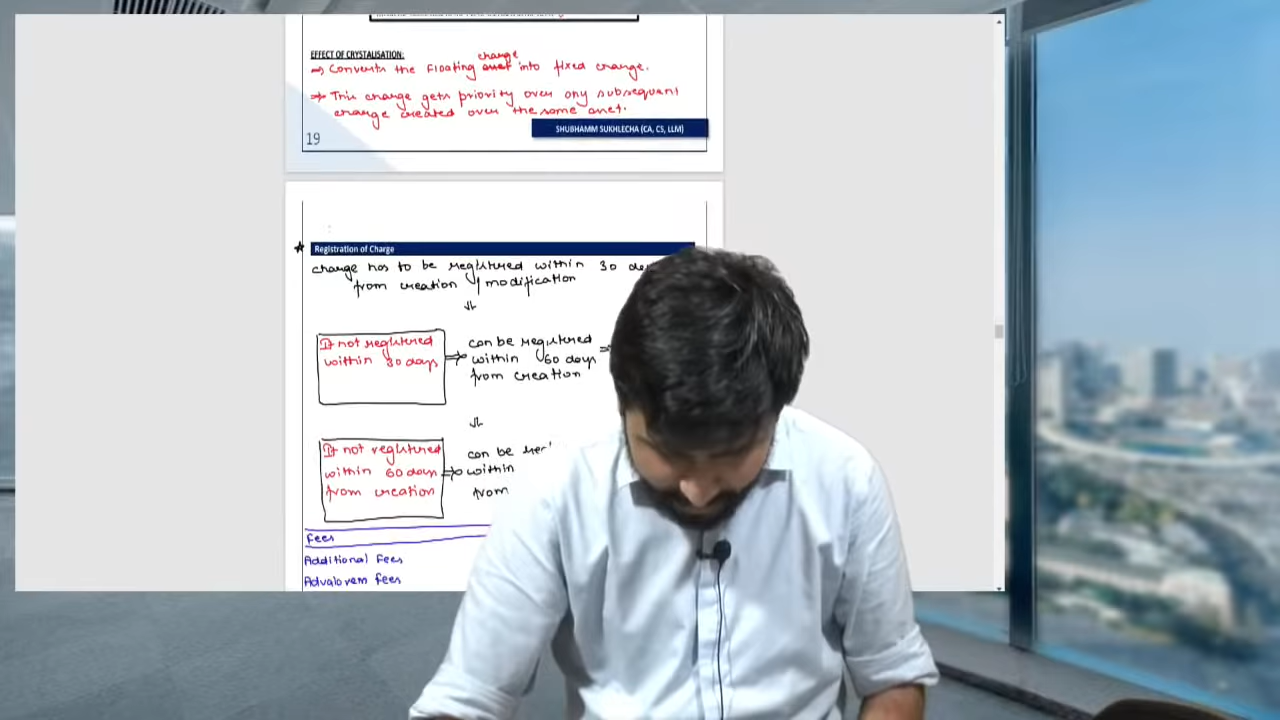 EFFECT OF CRYSTALISATION:
charge
⇒ Converts the Floating into fixed charge.
⇒ This charge gets priority over any subsequent
charge created over the same asset.
SHUBHAMM SUKHLECHA (CA, CS, LLM)
19
Registration of Charge
charge has to be registered within 30
from creation / modification
If not registered
within 30 days
⇒ can be registered
within 60 days
from creation
If not registered
within 60 days
from creation
⇒ can be
within
from
Fees
Additional Fees
Advalorem fees